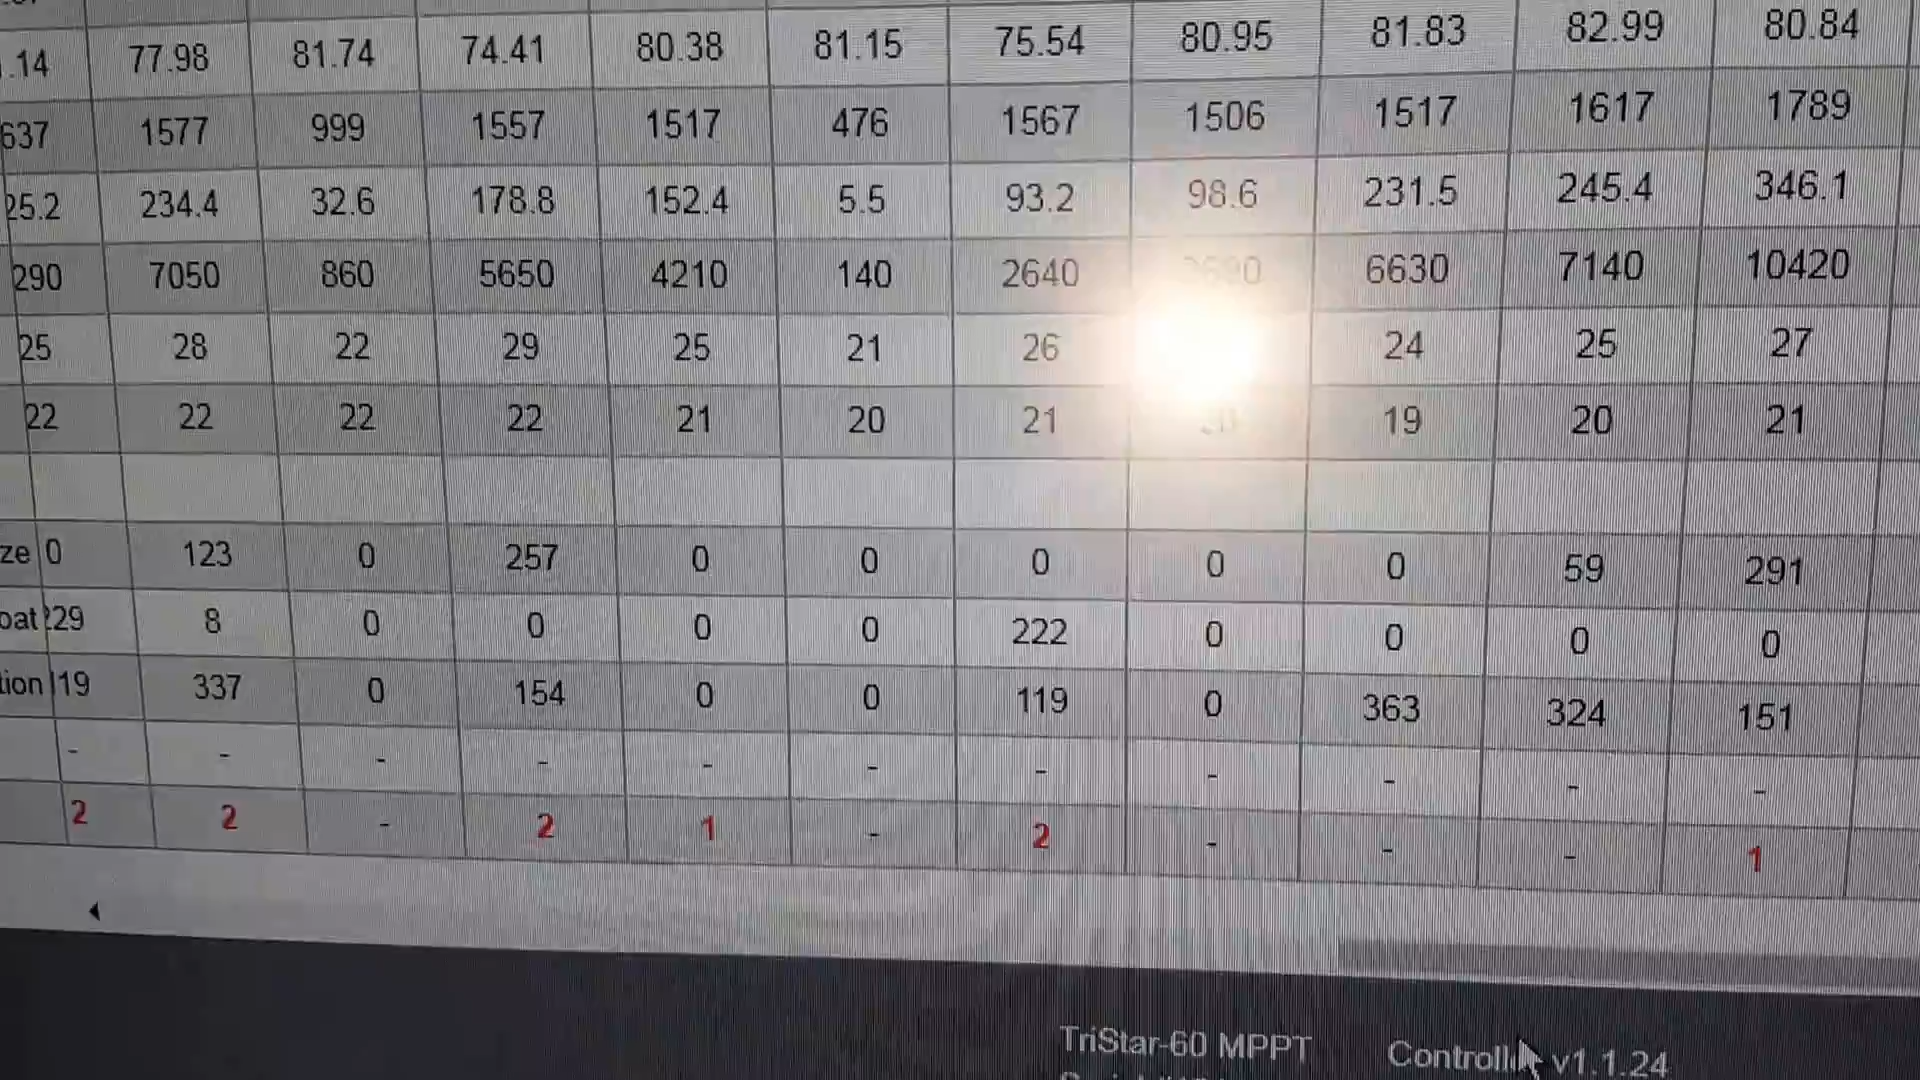 .14 77.98 81.74 74.41 80.38 81.15 75.54 80.95 81.83 82.99 80.84
637 1577 999 1557 1517 476 1567 1506 1517 1617 1789
25.2 234.4 32.6 178.8 152.4 5.5 93.2 98.6 231.5 245.4 346.1
290 7050 860 5650 4210 140 2640 6630 7140 10420
25 28 22 29 25 21 26 24 25 27
22 22 22 22 21 20 21 19 20 21
ze 0 123 0 257 0 0 0 0 0 59 291
oat 229 8 0 0 0 0 222 0 0 0 0
tion 119 337 0 154 0 0 119 0 363 324 151
- - - - - - - - - - -
2 2 - 2 1 - 2 - - - 1
TriStar-60 MPPT
v1.1.24